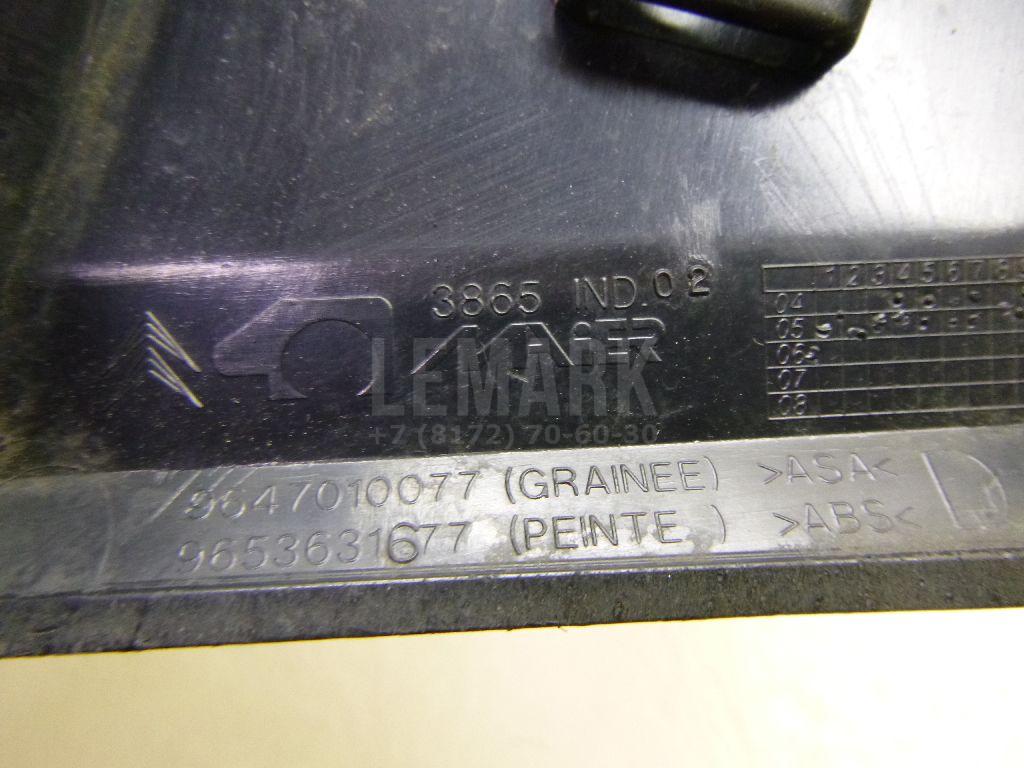 3865 IND.02
MAIER
1 2 3 4 5 6 7 8 9
04
05
06
07
08
LEMARK
+7 (8172) 70-60-30
9647010077 (GRAINEE) >ASA< D
9653631677 (PEINTE ) >ABS<